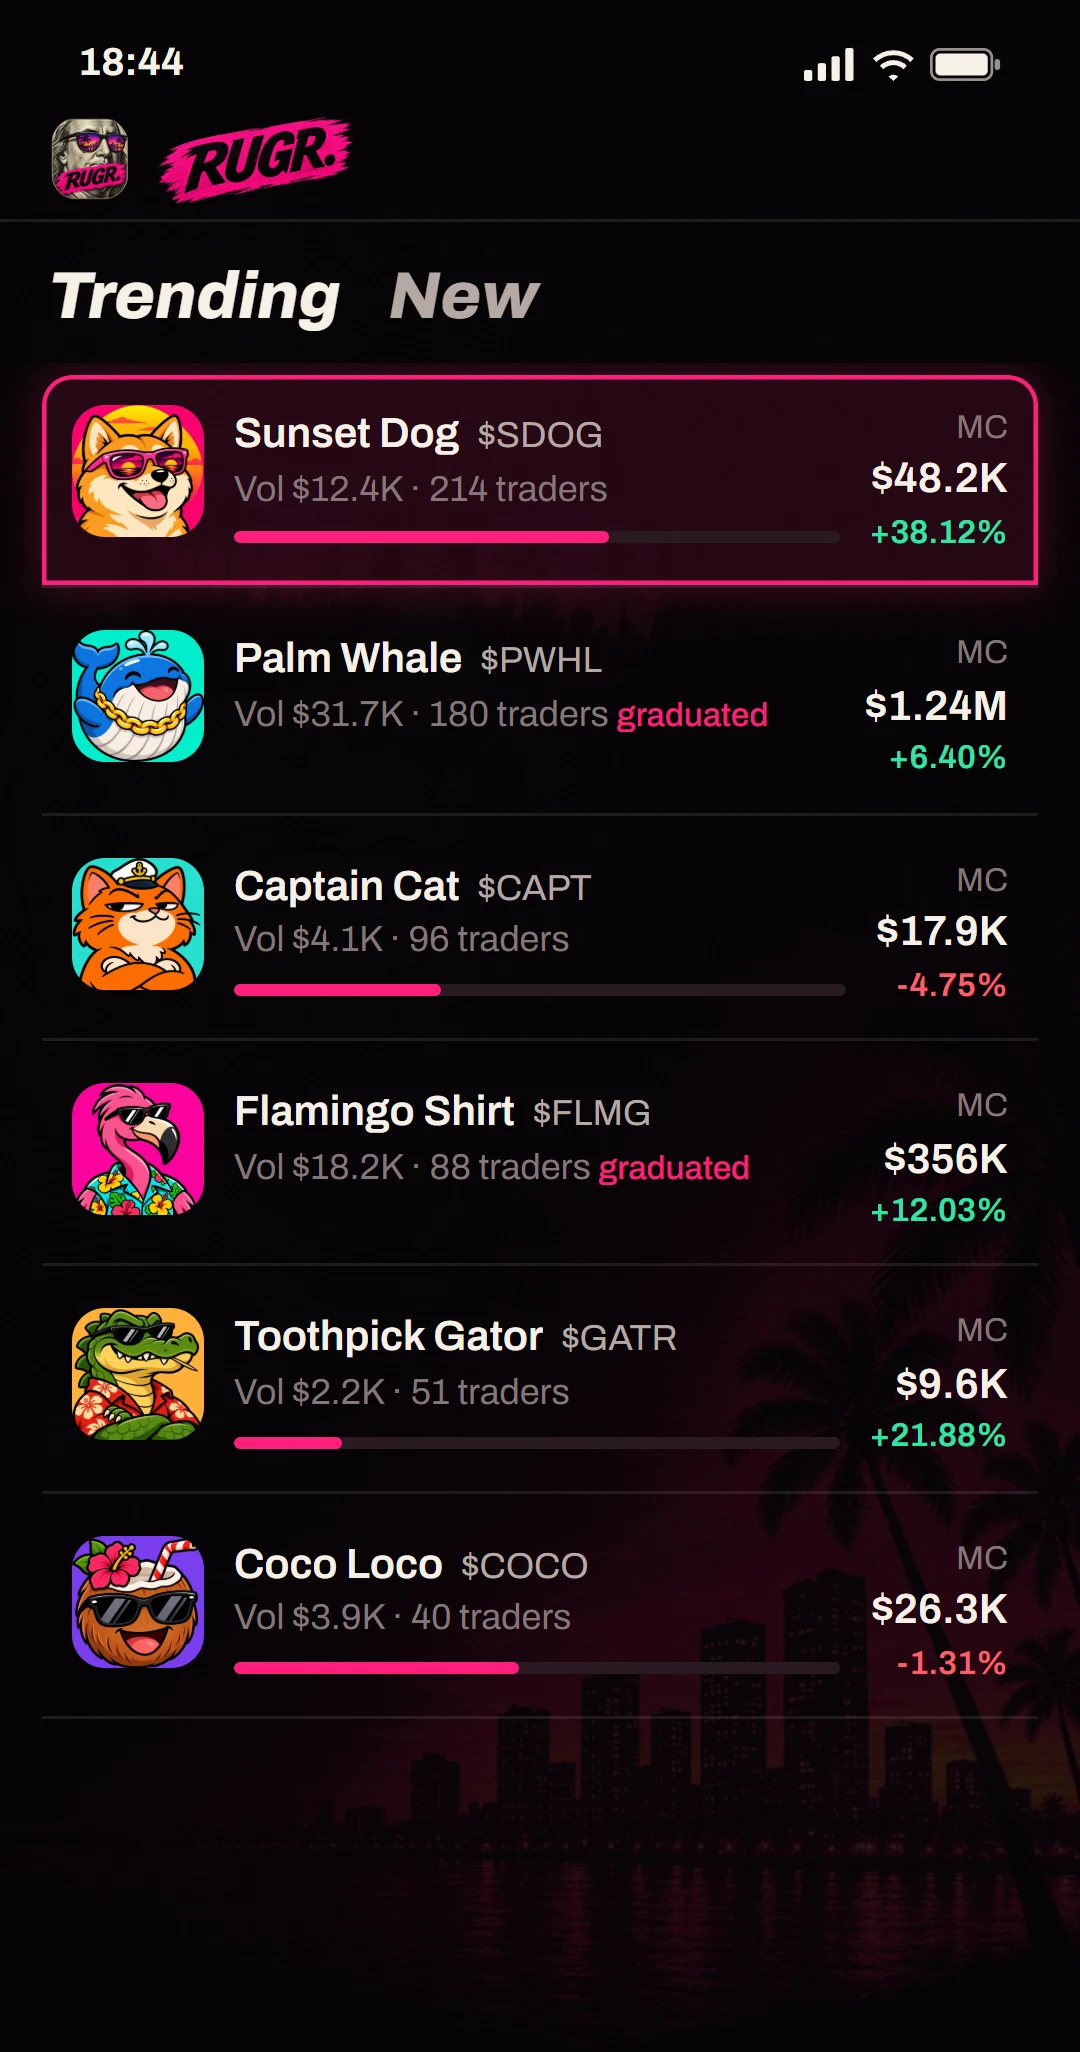 18:44
RUGR. RUGR.
Trending New
Sunset Dog $SDOG
Vol $12.4K · 214 traders
MC
$48.2K
+38.12%
Palm Whale $PWHL
Vol $31.7K · 180 traders graduated
MC
$1.24M
+6.40%
Captain Cat $CAPT
Vol $4.1K · 96 traders
MC
$17.9K
-4.75%
Flamingo Shirt $FLMG
Vol $18.2K · 88 traders graduated
MC
$356K
+12.03%
Toothpick Gator $GATR
Vol $2.2K · 51 traders
MC
$9.6K
+21.88%
Coco Loco $COCO
Vol $3.9K · 40 traders
MC
$26.3K
-1.31%